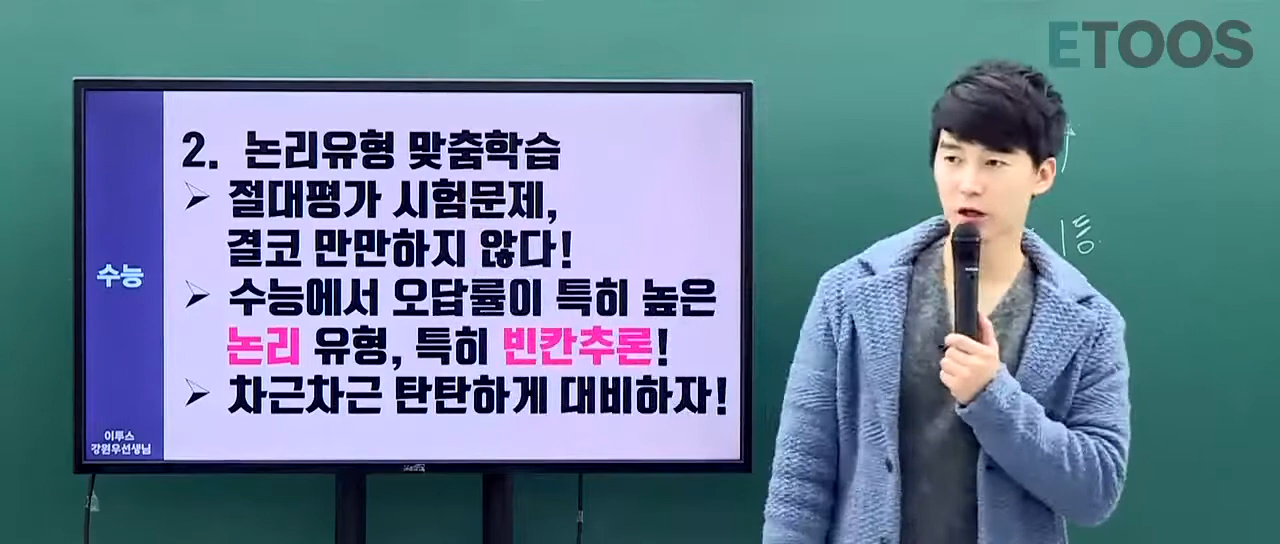 ETOOS
2. 논리유형 맞춤학습
➢ 절대평가 시험문제,
결코 만만하지 않다!
➢ 수능에서 오답률이 특히 높은
논리 유형, 특히 빈칸추론!
➢ 차근차근 탄탄하게 대비하자!
수능
이투스
강원우선생님
1등